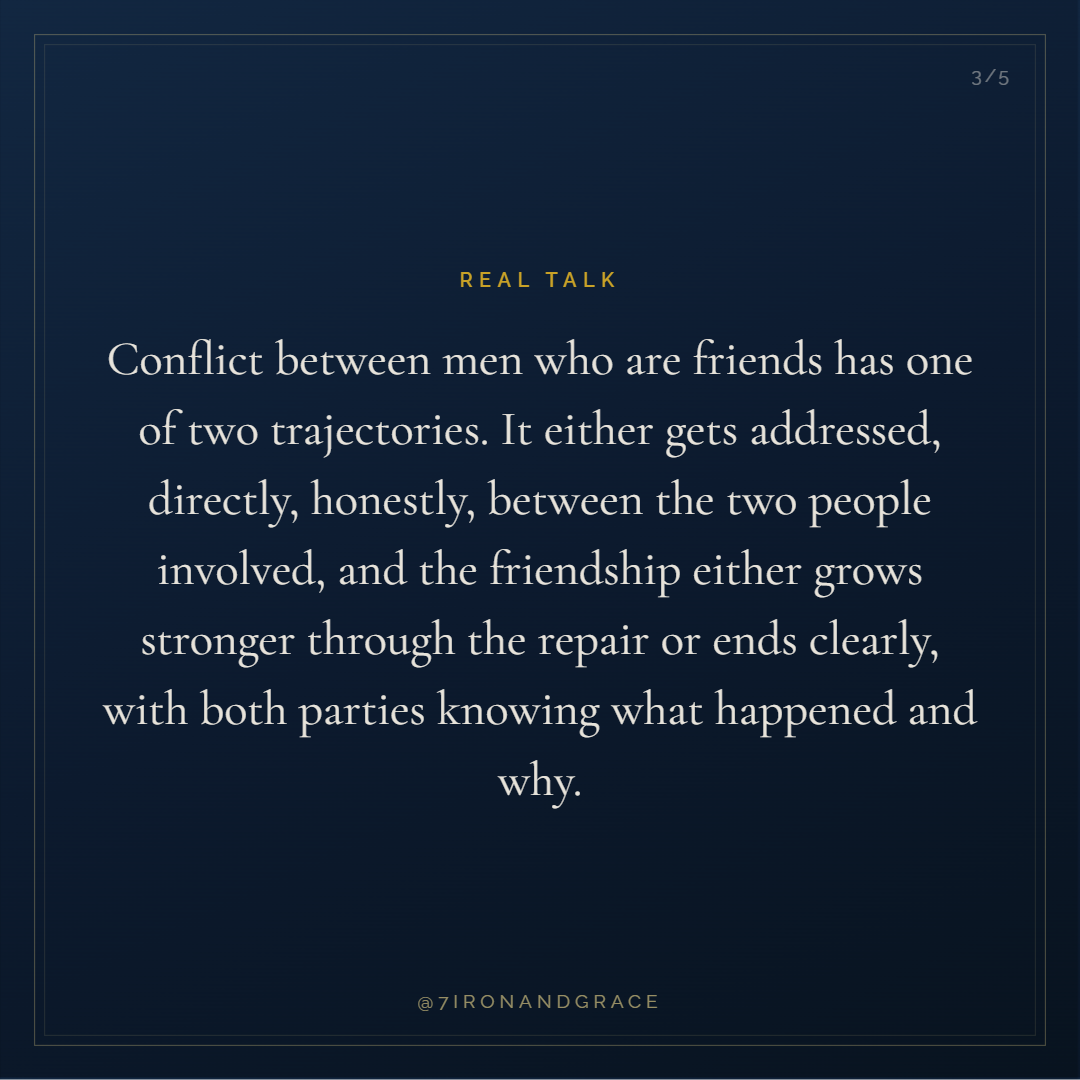 3/5
REAL TALK
Conflict between men who are friends has one
of two trajectories. It either gets addressed,
directly, honestly, between the two people
involved, and the friendship either grows
stronger through the repair or ends clearly,
with both parties knowing what happened and
why.
@7IRONANDGRACE